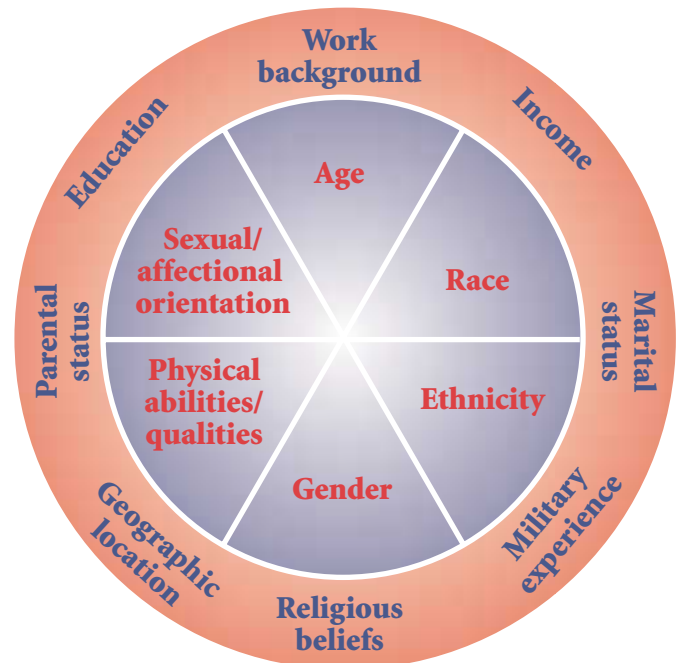 Work
background
Income
Marital
status
Military
experience
Religious
beliefs
Geographic
location
Parental
status
Education
Age
Race
Ethnicity
Gender
Physical
abilities/
qualities
Sexual/
affectional
orientation